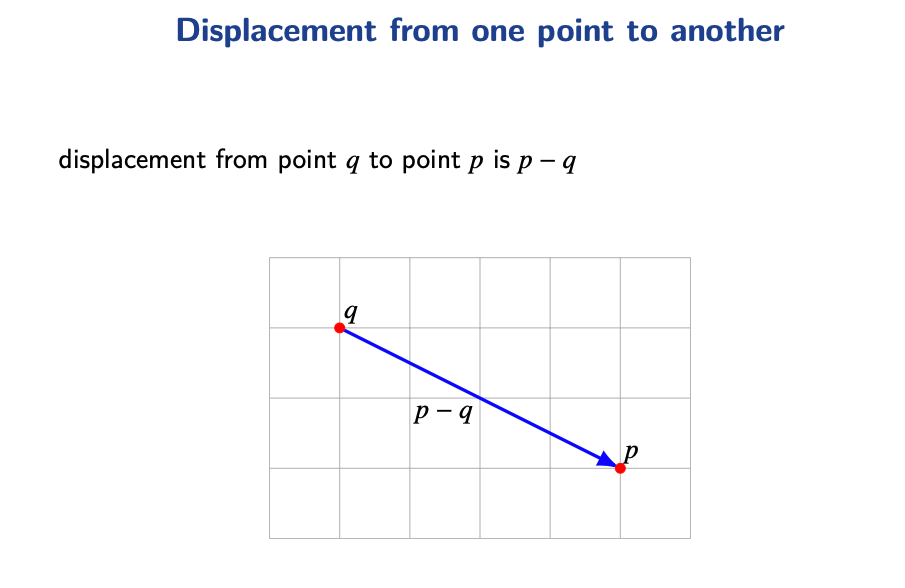 Displacement from one point to another
displacement from point q to point p is p − q
q
p − q
p